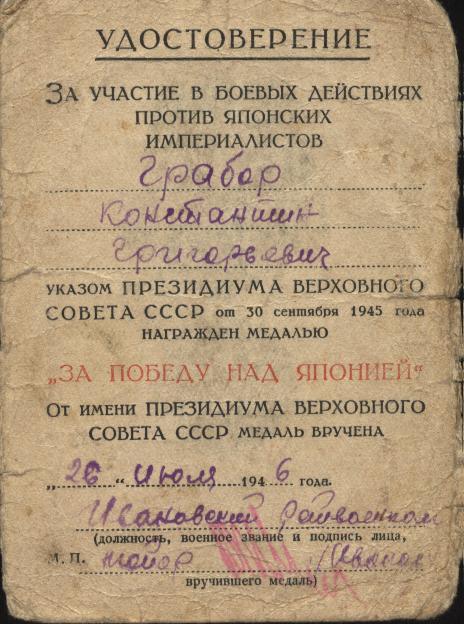 УДОСТОВЕРЕНИЕ
ЗА УЧАСТИЕ В БОЕВЫХ ДЕЙСТВИЯХ
ПРОТИВ ЯПОНСКИХ
ИМПЕРИАЛИСТОВ
Грабор
Константин
Григорьевич
УКАЗОМ ПРЕЗИДИУМА ВЕРХОВНОГО
СОВЕТА СССР от 30 сентября 1945 года
НАГРАЖДЕН МЕДАЛЬЮ
„ЗА ПОБЕДУ НАД ЯПОНИЕЙ“
ОТ ИМЕНИ ПРЕЗИДИУМА ВЕРХОВНОГО
СОВЕТА СССР МЕДАЛЬ ВРУЧЕНА
„26“ Июля 1946 года.
Ивановский райвоенком
(должность, военное звание и подпись лица,
М. П. майор
вручившего медаль)